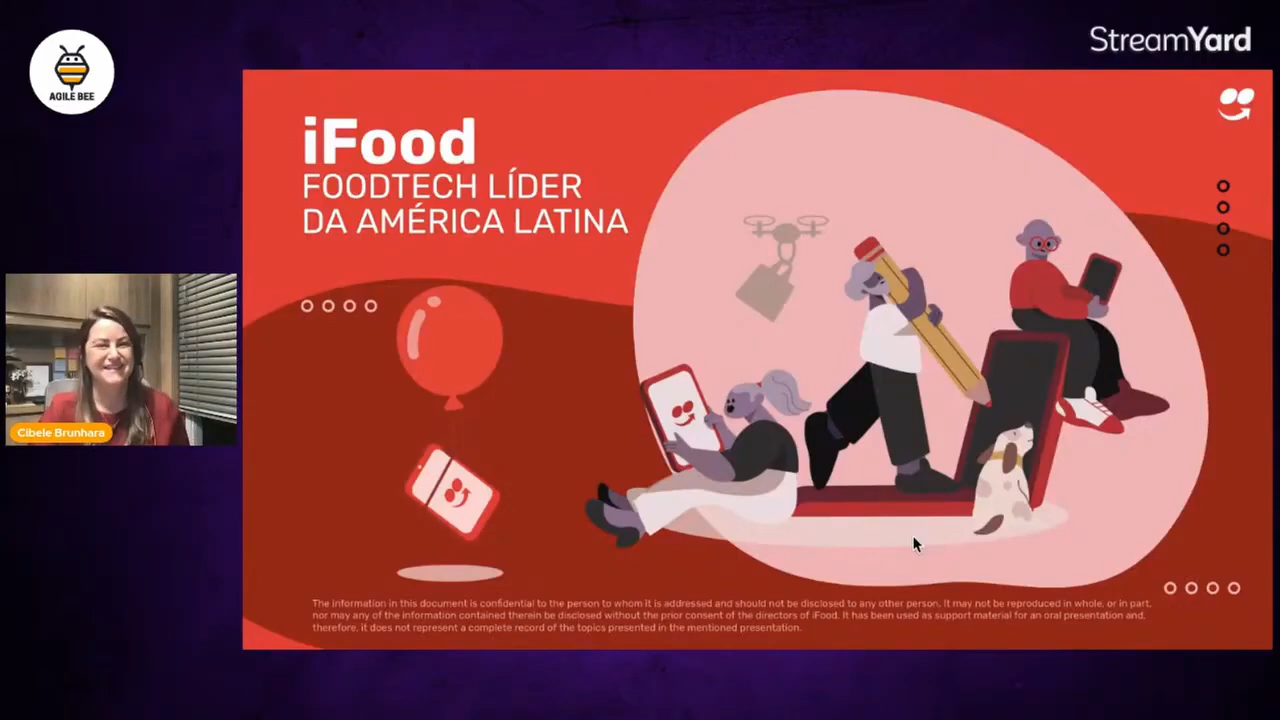 AGILE BEE
StreamYard
iFood
FOODTECH LÍDER
DA AMÉRICA LATINA
Cibele Brunhara
The information in this document is confidential to the person to whom it is addressed and should not be disclosed to any other person. It may not be reproduced in whole, or in part,
nor may any of the information contained therein be disclosed without the prior consent of the directors of iFood. It has been used as support material for an oral presentation and,
therefore, it does not represent a complete record of the topics presented in the mentioned presentation.